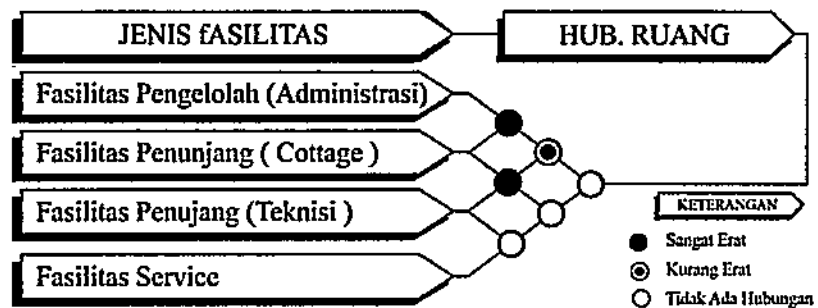 JENIS fASILITAS
HUB. RUANG
Fasilitas Pengelolah (Administrasi)
Fasilitas Penunjang ( Cottage )
Fasilitas Penujang (Teknisi )
Fasilitas Service
KETERANGAN
Sangat Erat
Kurang Erat
Tidak Ada Hubungan